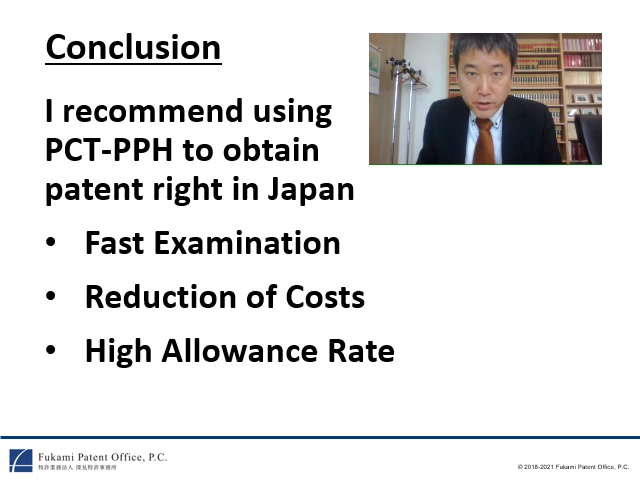 Conclusion
I recommend using
PCT-PPH to obtain
patent right in Japan
• Fast Examination
• Reduction of Costs
• High Allowance Rate
Fukami Patent Office, P.C.
特許業務法人 深見特許事務所
© 2018-2021 Fukami Patent Office, P.C.